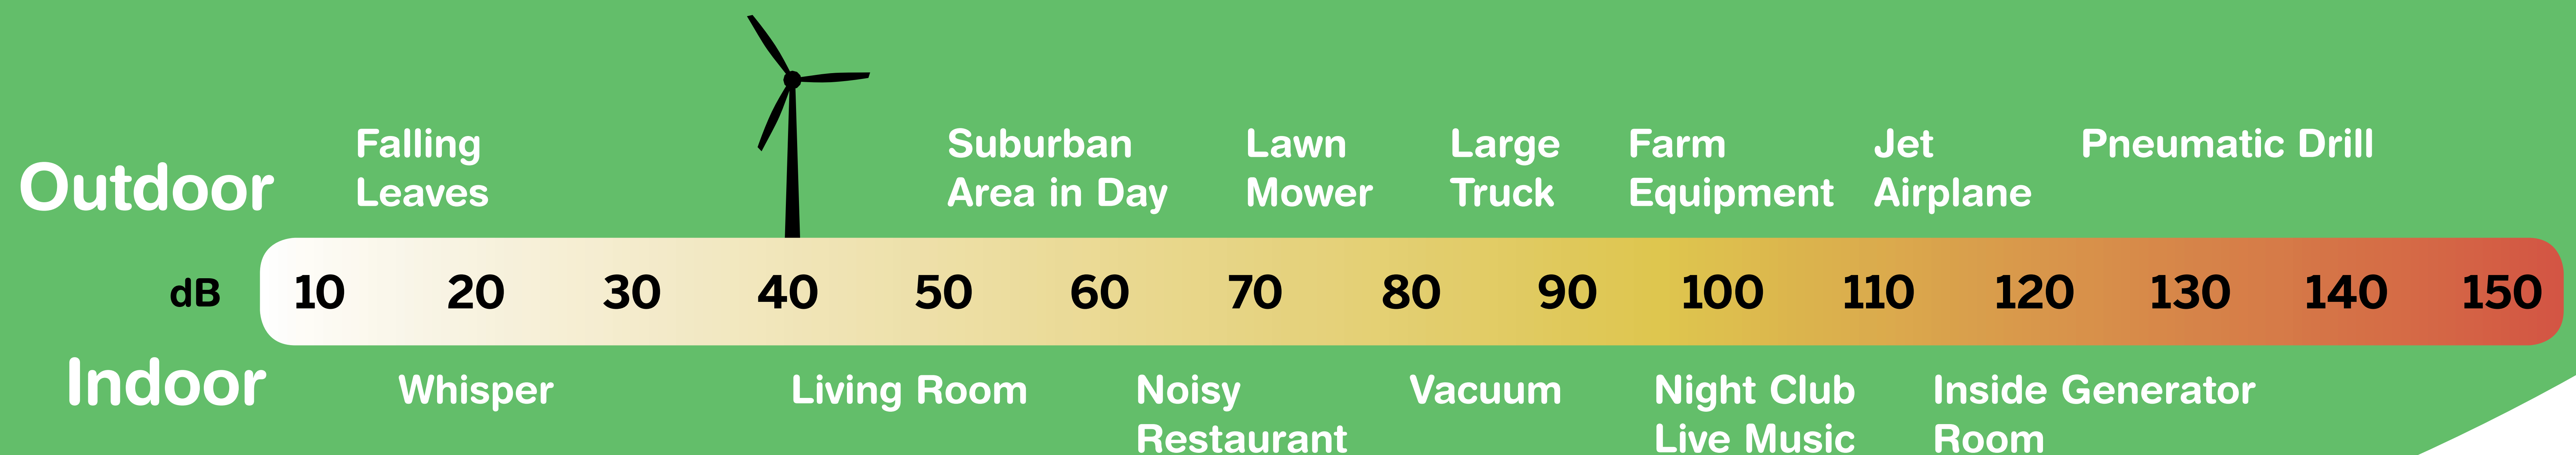 Outdoor
Falling
Leaves
Suburban
Area in Day
Lawn
Mower
Large
Truck
Farm
Equipment
Jet
Airplane
Pneumatic Drill
dB 10 20 30 40 50 60 70 80 90 100 110 120 130 140 150
Indoor
Whisper
Living Room
Noisy
Restaurant
Vacuum
Night Club
Live Music
Inside Generator
Room